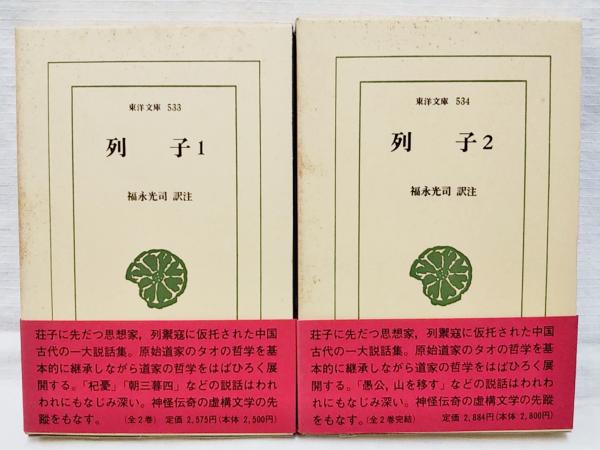 東洋文庫 533
列 子 1
福永光司 訳注
荘子に先だつ思想家，列禦寇に仮托された中国
古代の一大説話集。原始道家のタオの哲学を基
本的に継承しながら道家の哲学をはばひろく展
開する。「杞憂」「朝三暮四」などの説話はわれわ
れにもなじみ深い。神怪伝奇の虚構文学の先
蹤をもなす。（全2巻） 定価 2,575円（本体 2,500円）
東洋文庫 534
列 子 2
福永光司 訳注
荘子に先だつ思想家，列禦寇に仮托された中国
古代の一大説話集。原始道家のタオの哲学を基
本的に継承しながら道家の哲学をはばひろく展
開する。「愚公，山を移す」などの説話はわれわ
れにもなじみ深い。神怪伝奇の虚構文学の先蹤
をもなす。（全2巻完結） 定価 2,884円（本体 2,800円）